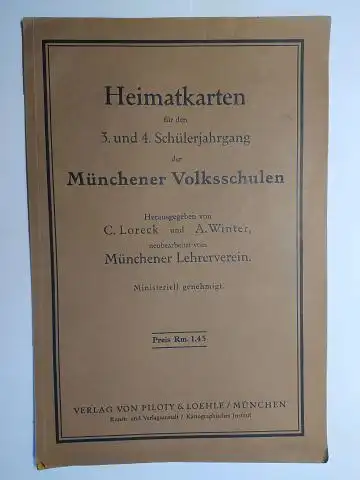 Heimatkarten
für den
3. und 4. Schülerjahrgang
der
Münchener Volksschulen
Herausgegeben von
C. Loreck und A. Winter,
neubearbeitet vom
Münchener Lehrerverein.
Ministeriell genehmigt.
Preis Rm. 1.45
VERLAG VON PILOTY & LOEHLE / MÜNCHEN
Kunst- und Verlagsanstalt / Kartographisches Institut